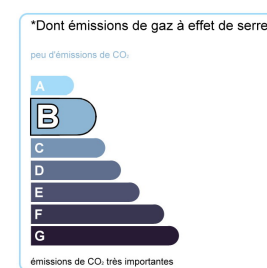 *Dont émissions de gaz à effet de serre
peu d'émissions de CO₂
A
B
C
D
E
F
G
émissions de CO₂ très importantes